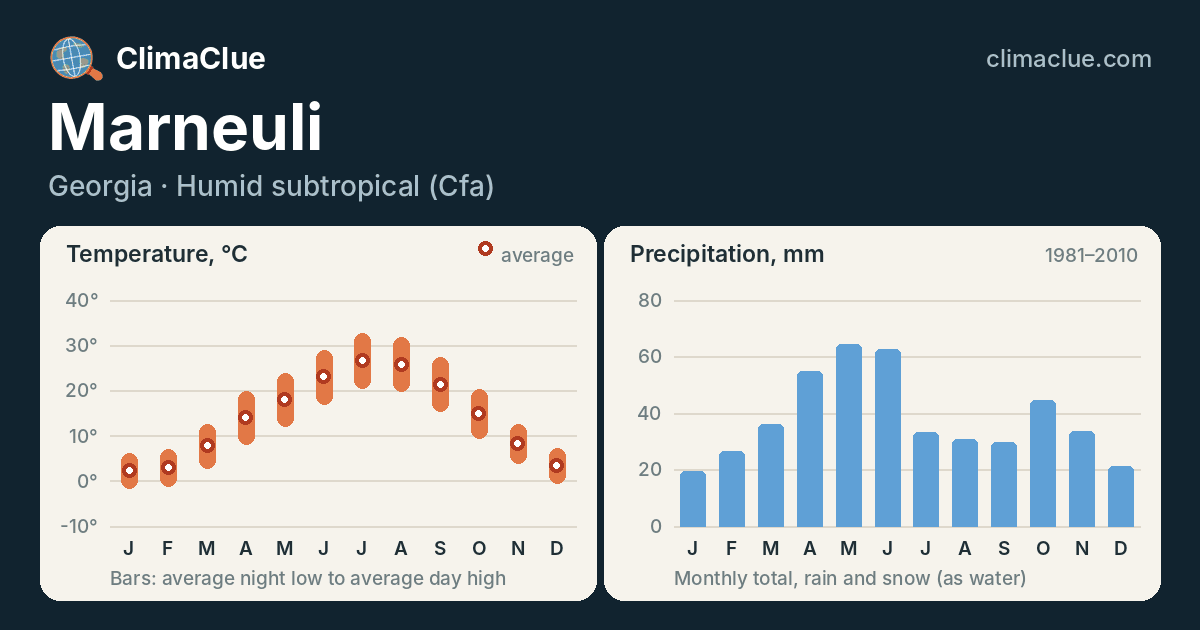 ClimaClue
climaclue.com
Marneuli
Georgia · Humid subtropical (Cfa)
Temperature, °C
average
40°
30°
20°
10°
0°
-10°
J F M A M J J A S O N D
Bars: average night low to average day high
Precipitation, mm
1981–2010
80
60
40
20
0
J F M A M J J A S O N D
Monthly total, rain and snow (as water)